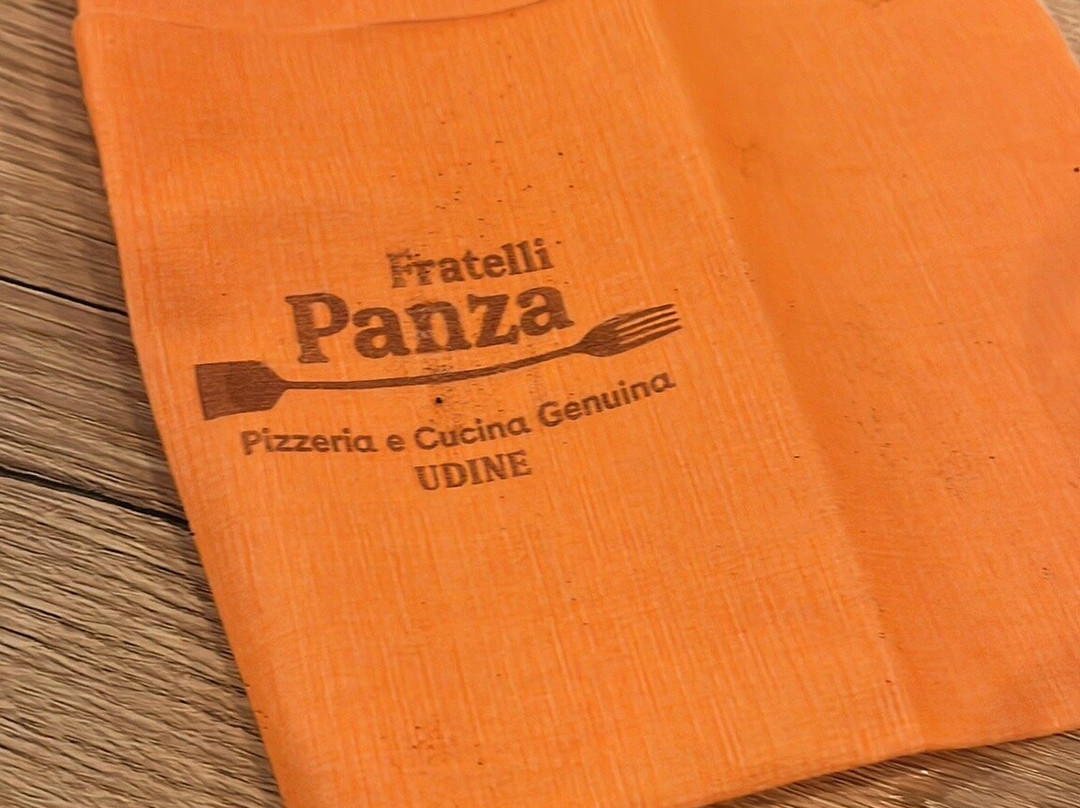 Fratelli
Panza
Pizzeria e Cucina Genuina
UDINE